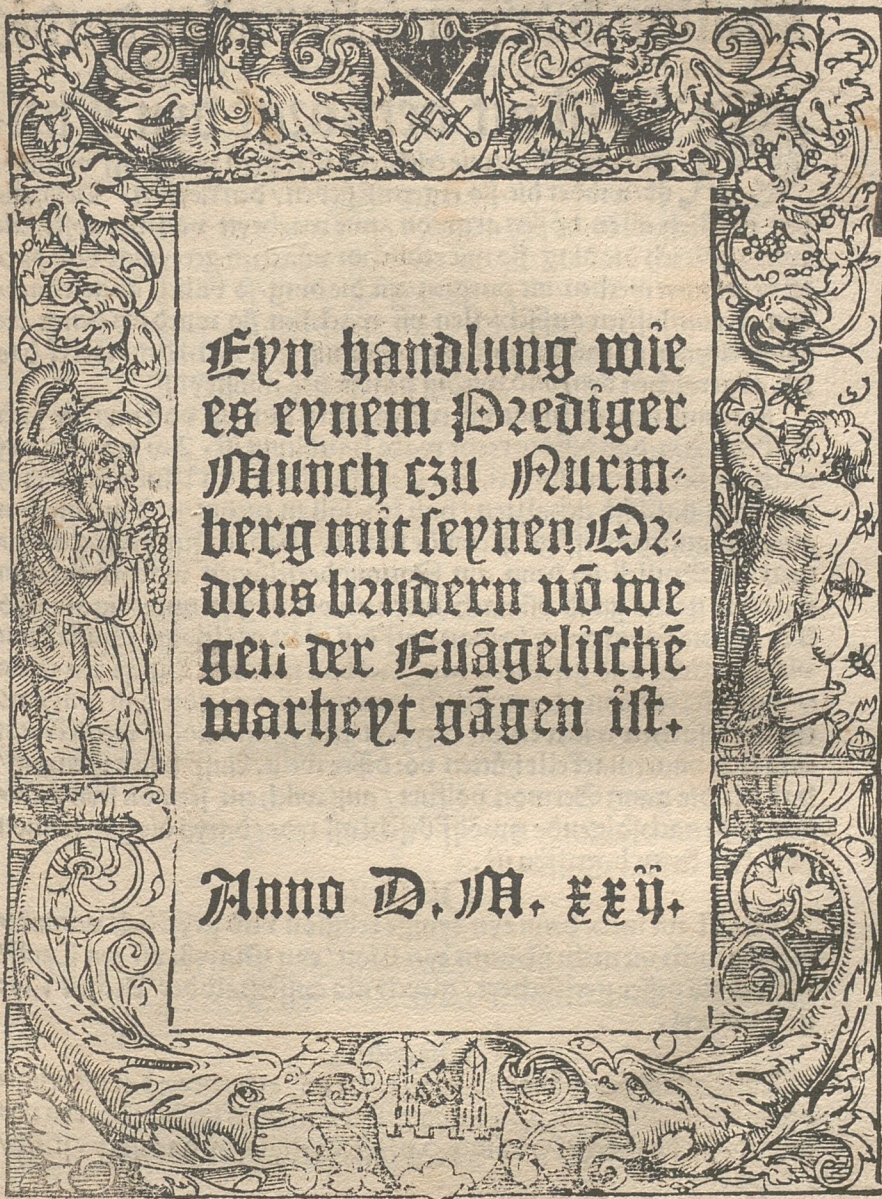 Eyn handlung wie
es eynem Prediger
Munch czu Nurm⸗
berg mit seynen Or⸗
dens brudern võ we
gen der Euãgelischẽ
warheyt gãgen ist.
Anno D. M. xxij.